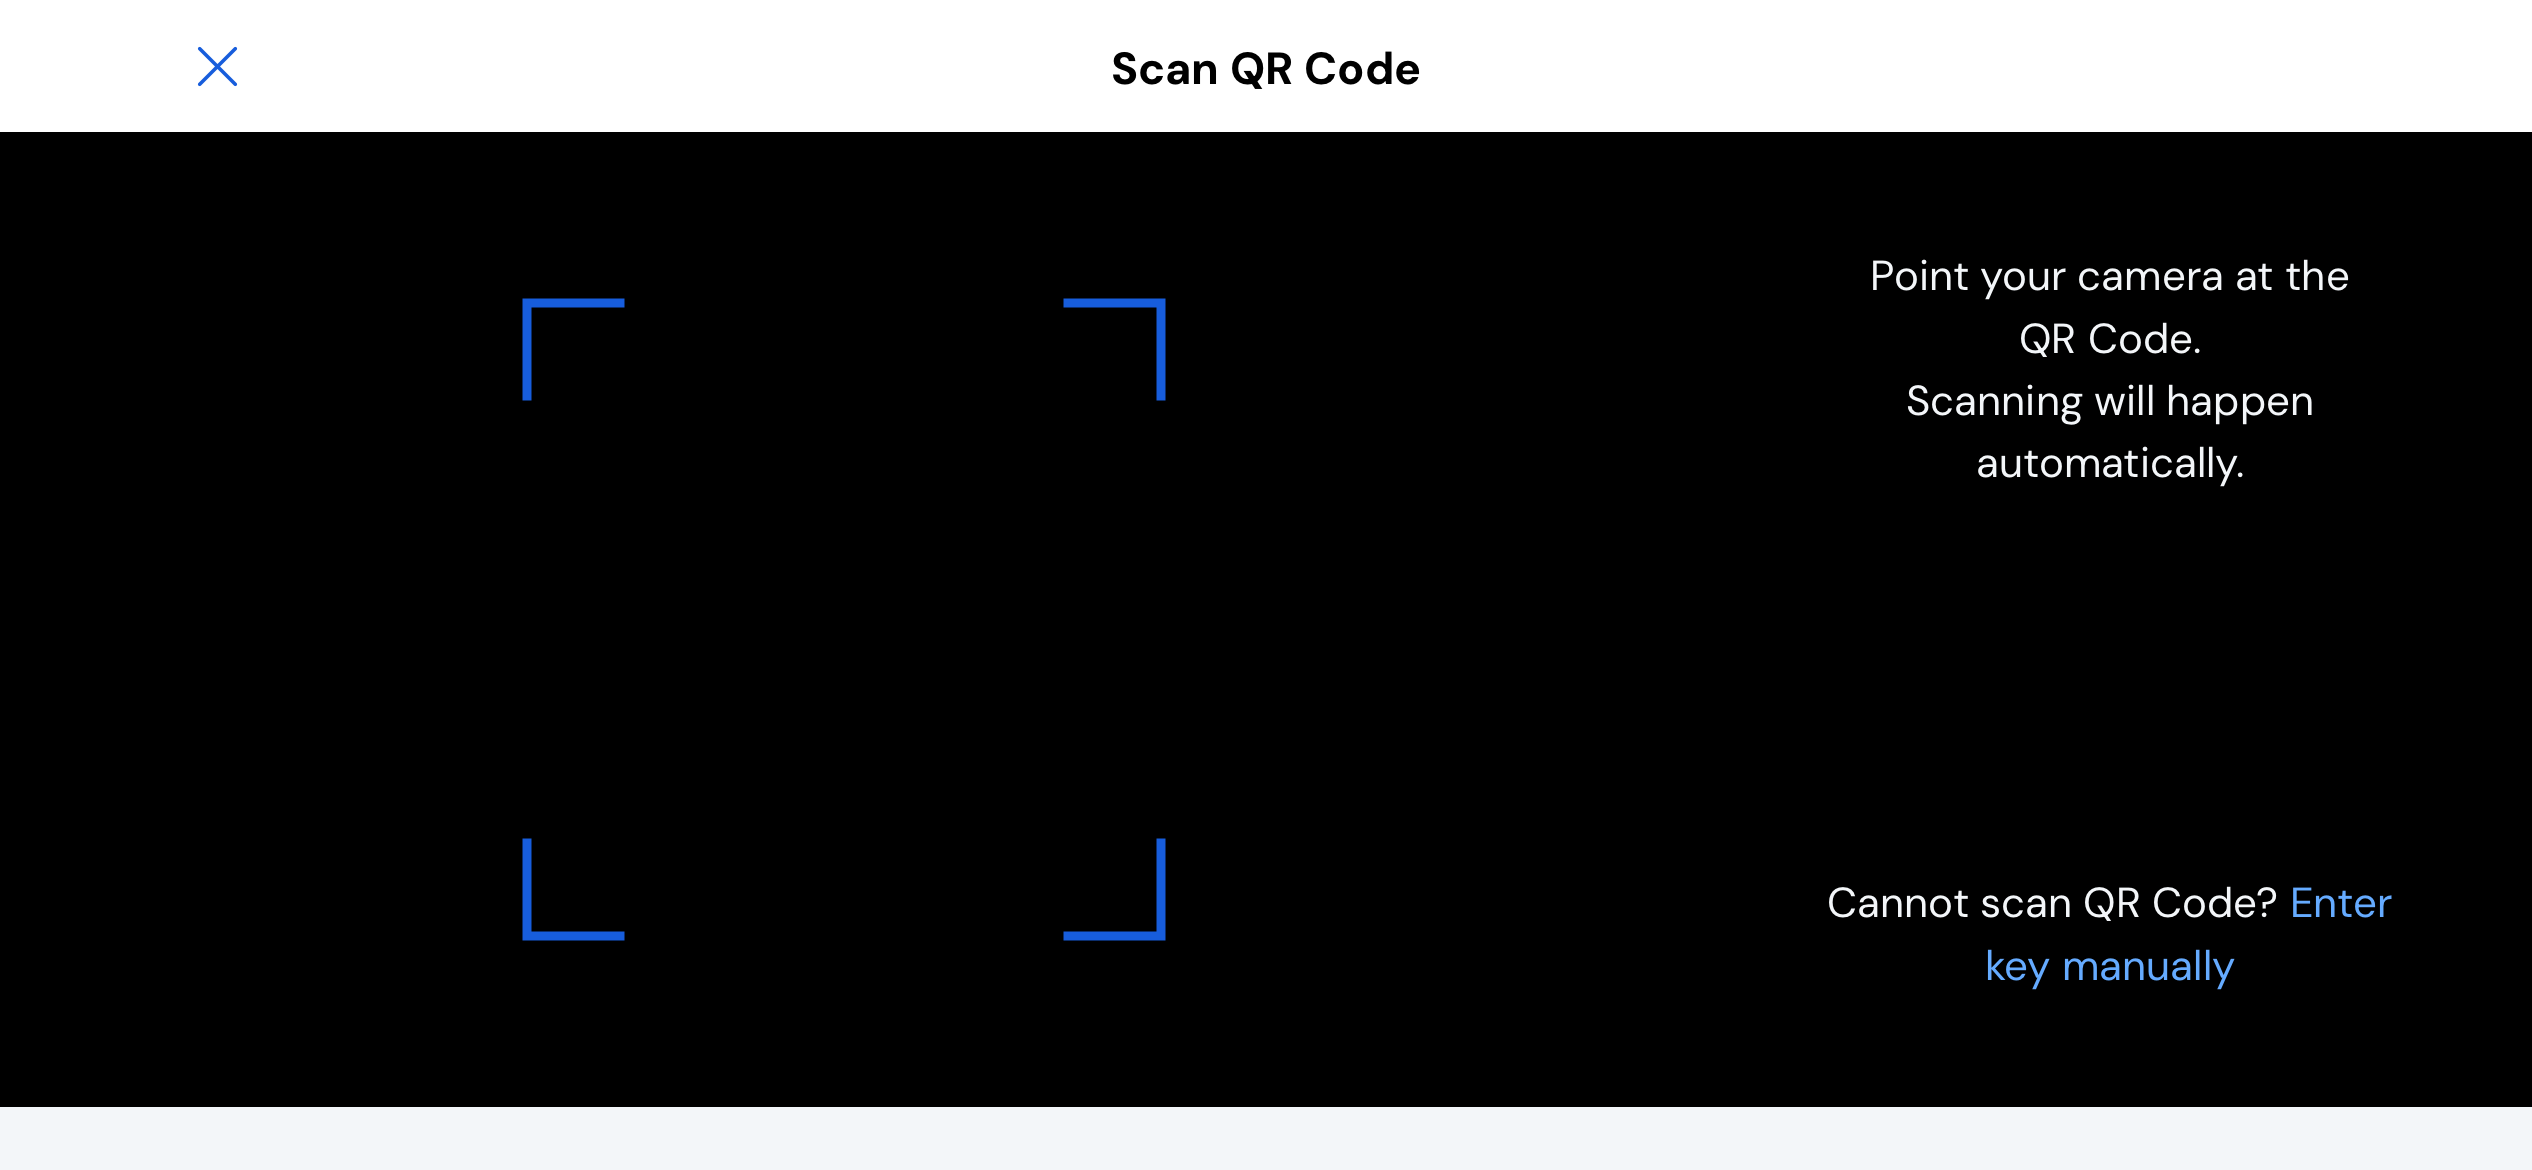 Scan QR Code
Point your camera at the
QR Code.
Scanning will happen
automatically.
Cannot scan QR Code? Enter
key manually